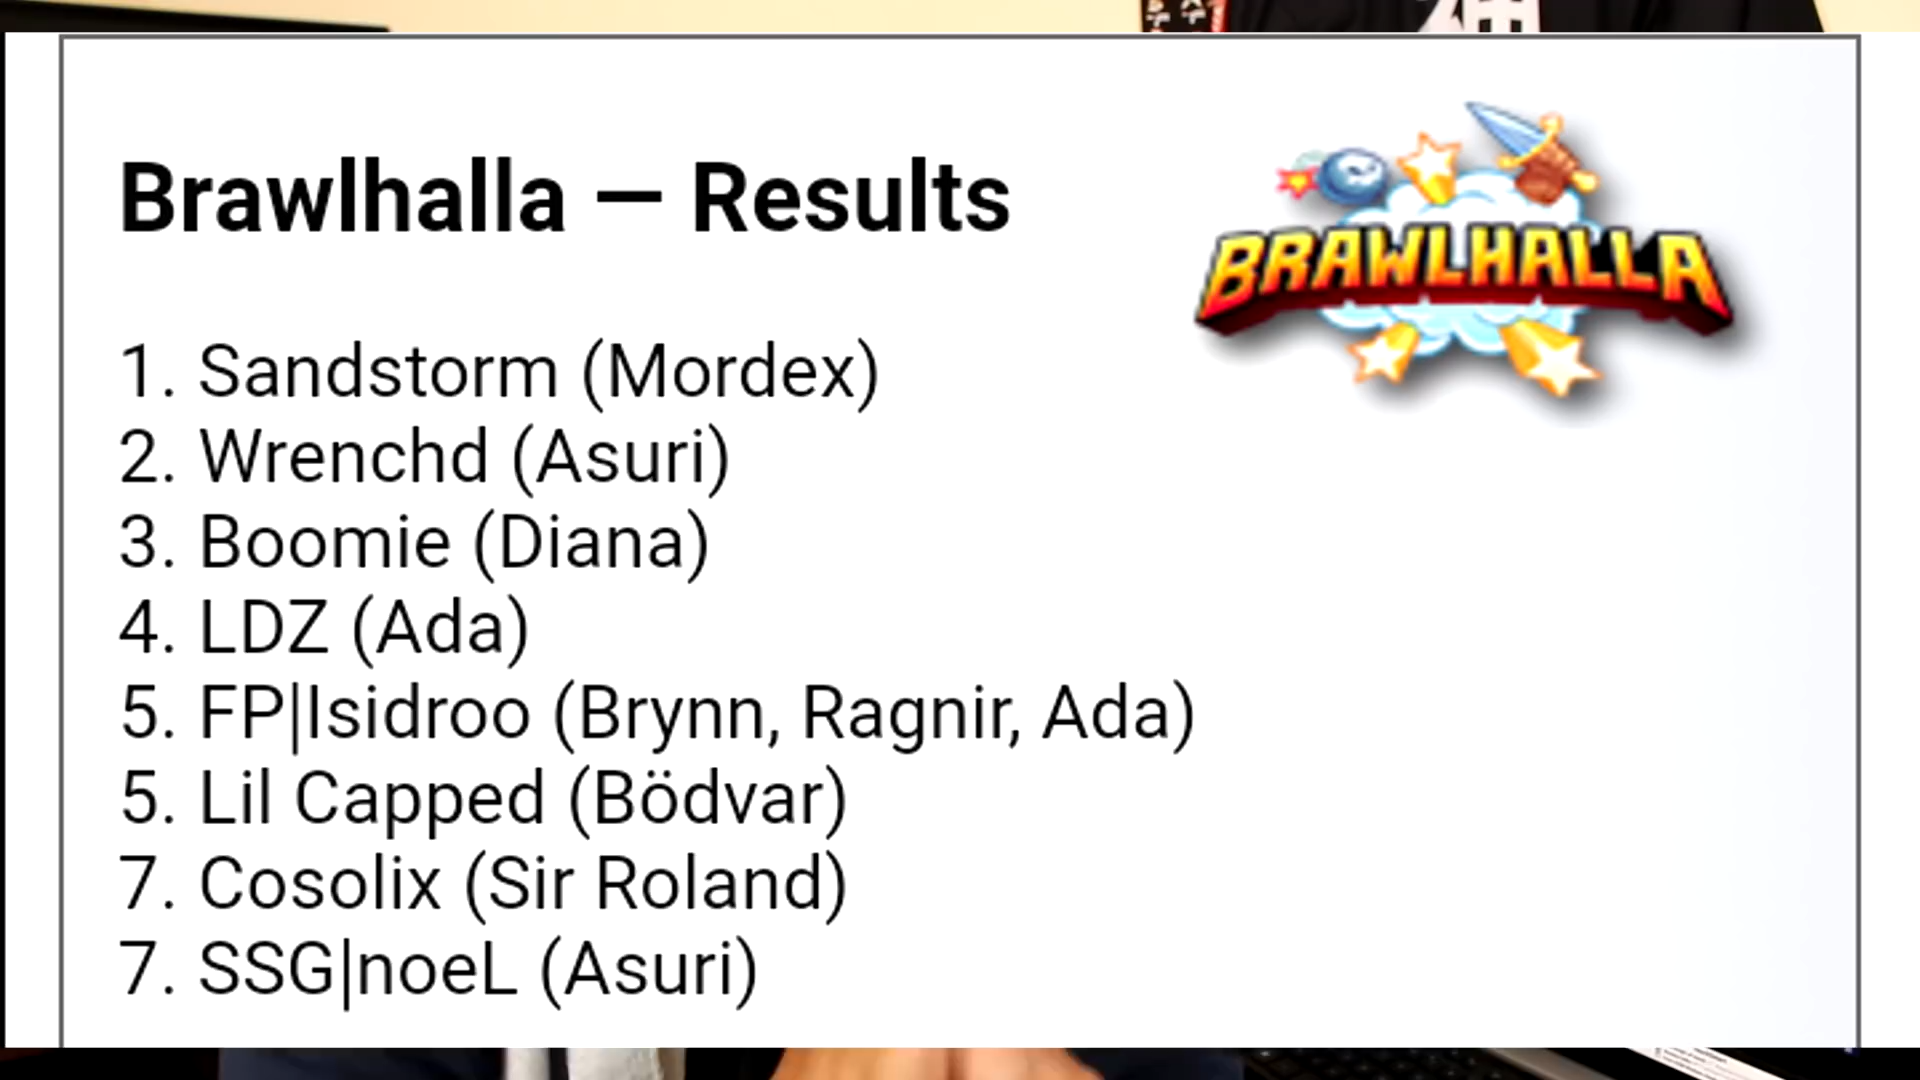 神
Brawlhalla — Results
BRAWLHALLA
1. Sandstorm (Mordex)
2. Wrenchd (Asuri)
3. Boomie (Diana)
4. LDZ (Ada)
5. FP|Isidroo (Brynn, Ragnir, Ada)
5. Lil Capped (Bödvar)
7. Cosolix (Sir Roland)
7. SSG|noeL (Asuri)